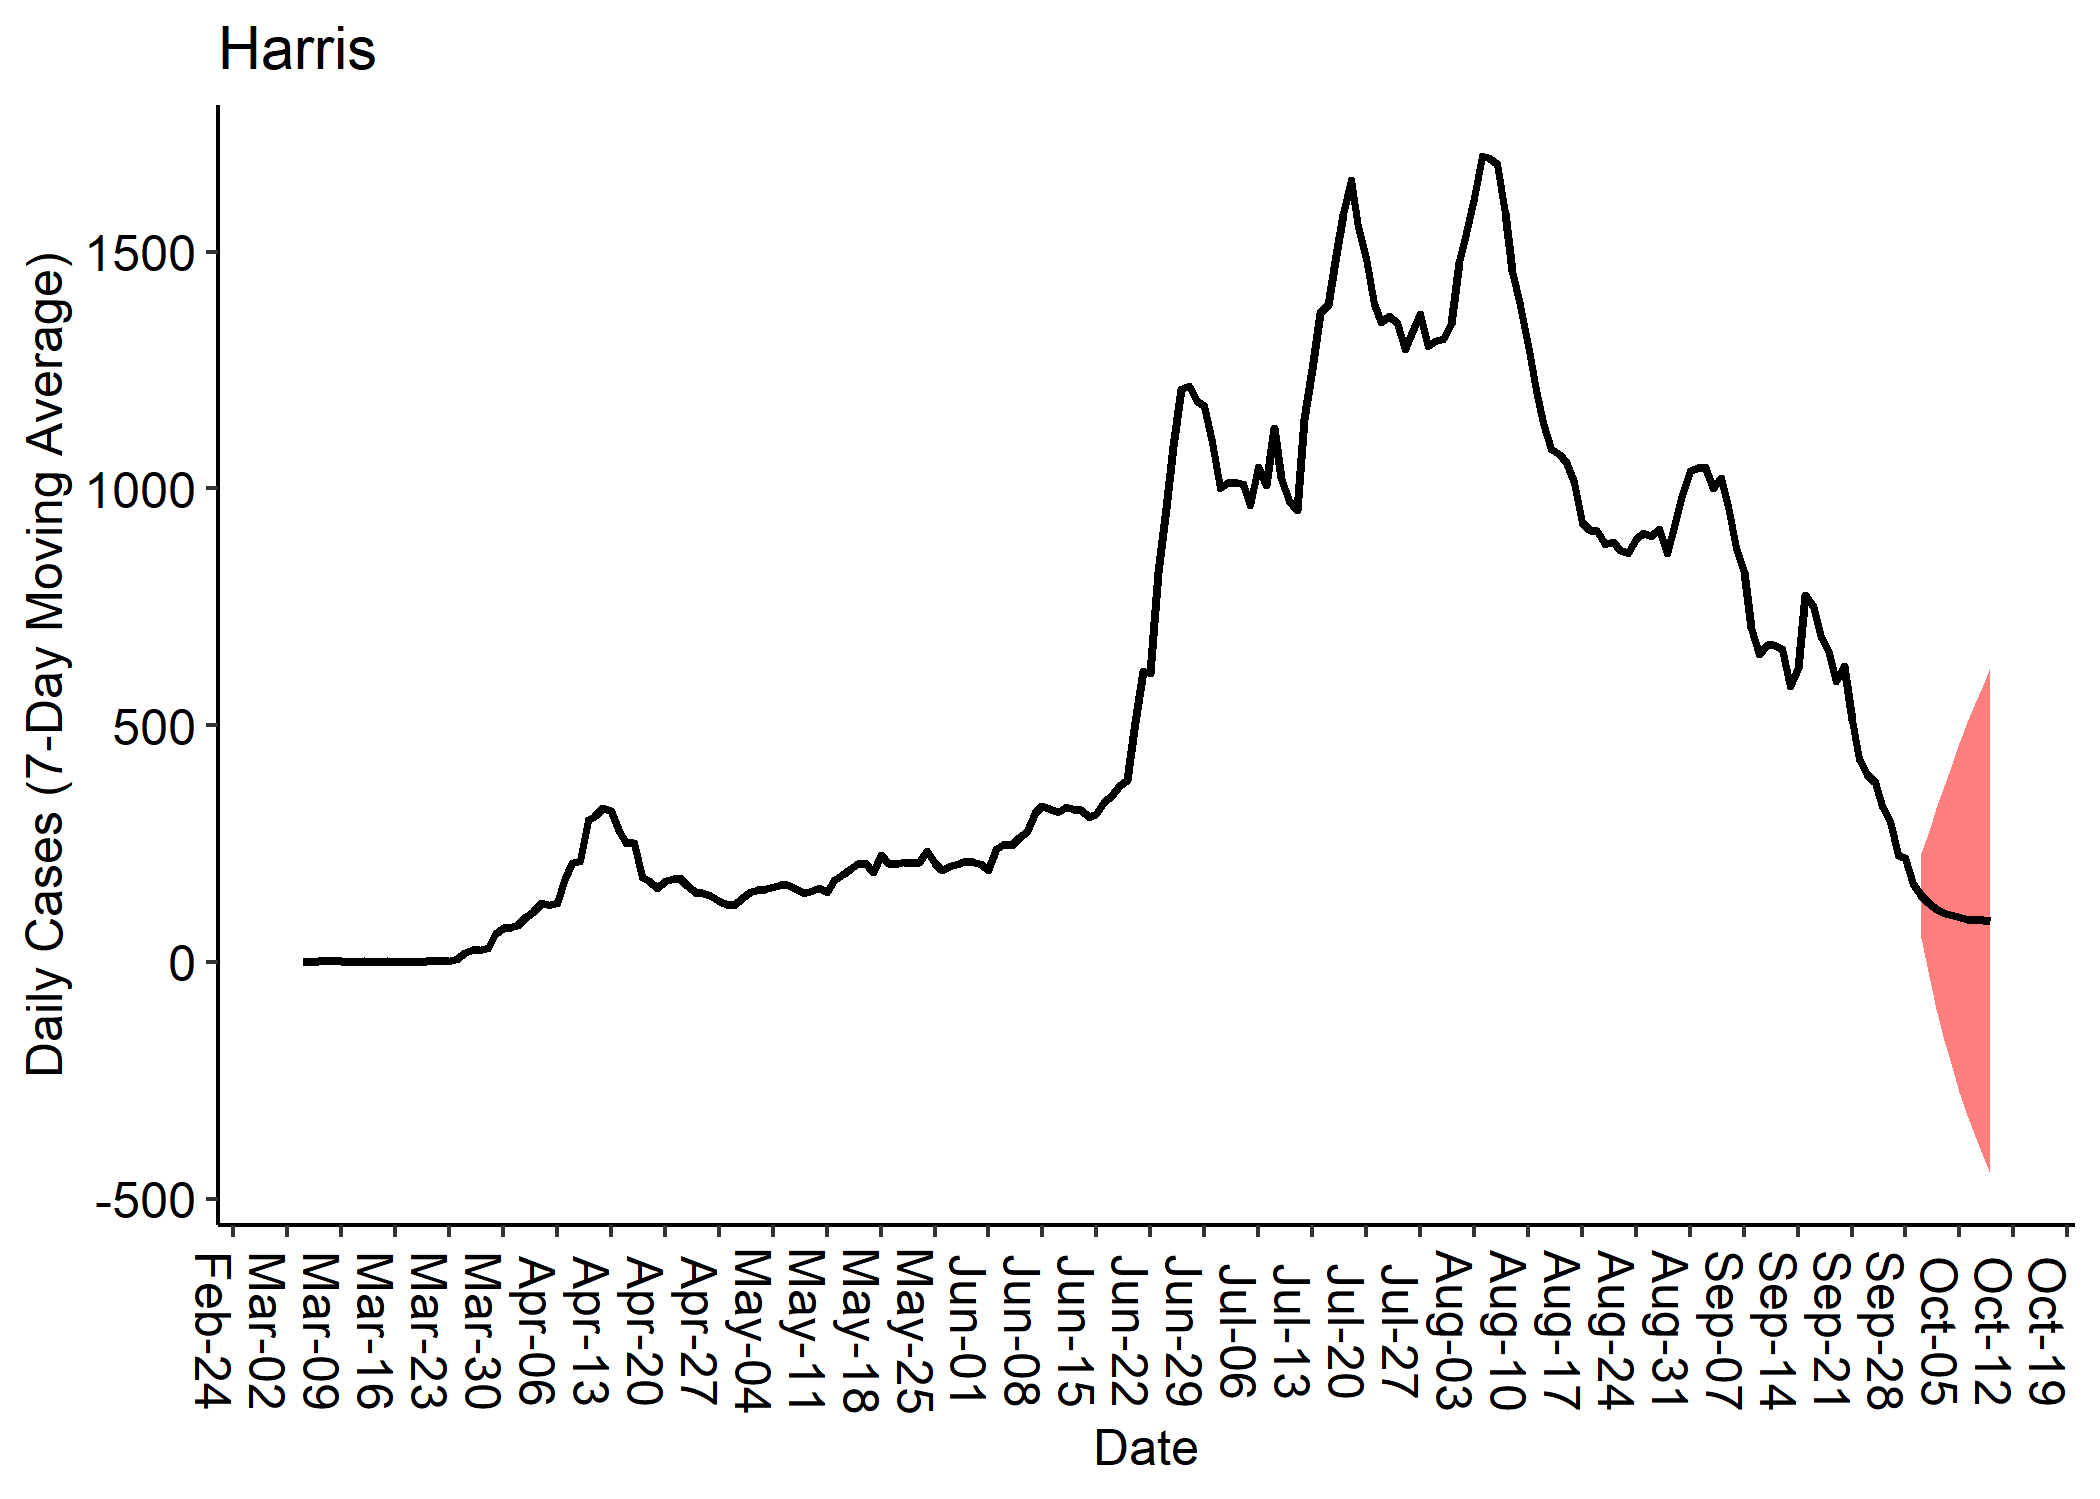 Harris
Daily Cases (7-Day Moving Average)
1500
1000
500
0
-500
Feb-24
Mar-02
Mar-09
Mar-16
Mar-23
Mar-30
Apr-06
Apr-13
Apr-20
Apr-27
May-04
May-11
May-18
May-25
Jun-01
Jun-08
Jun-15
Jun-22
Jun-29
Jul-06
Jul-13
Jul-20
Jul-27
Aug-03
Aug-10
Aug-17
Aug-24
Aug-31
Sep-07
Sep-14
Sep-21
Sep-28
Oct-05
Oct-12
Oct-19
Date